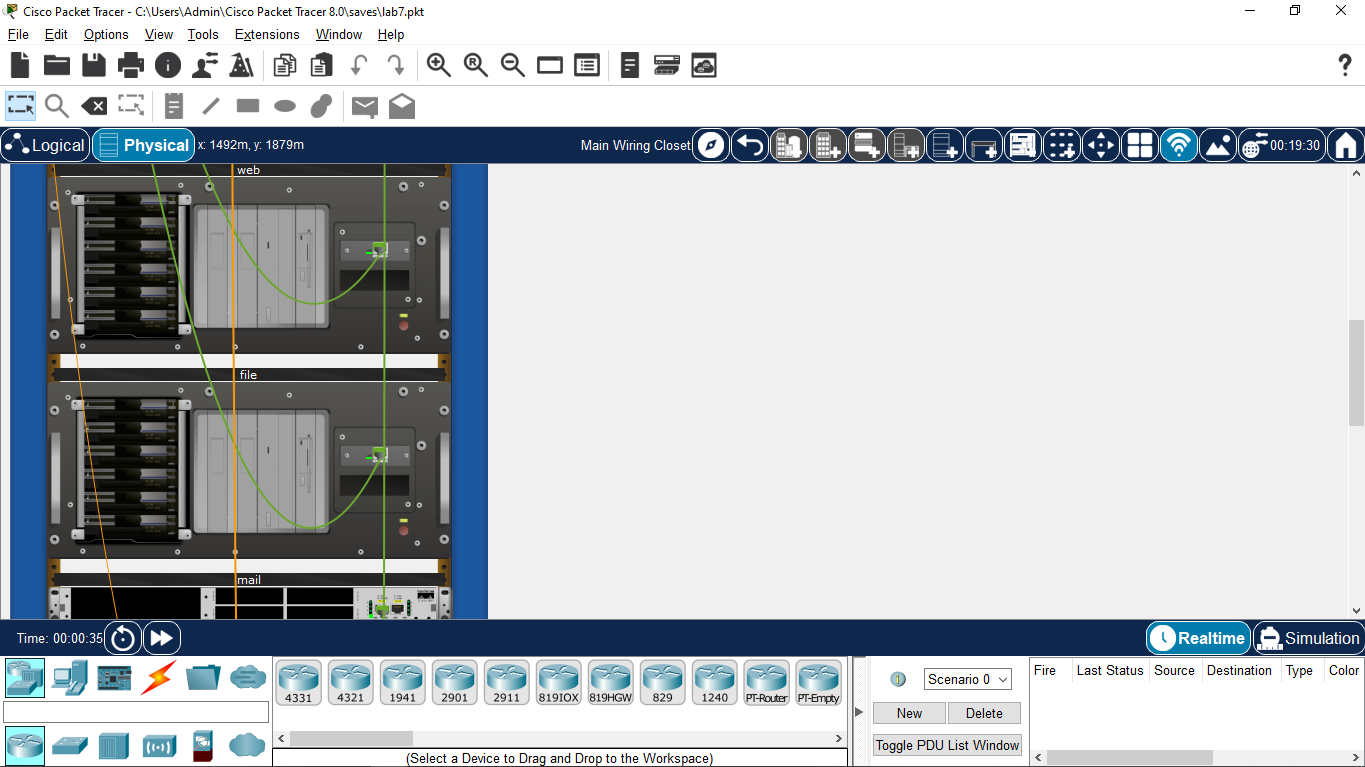 Cisco Packet Tracer - C:\Users\Admin\Cisco Packet Tracer 8.0\saves\lab7.pkt
File Edit Options View Tools Extensions Window Help
Logical Physical x: 1492m, y: 1879m Main Wiring Closet 00:19:30
web
file
mail
Time: 00:00:35 Realtime Simulation
4331 4321 1941 2901 2911 819IOX 819HGW 829 1240 PT-Router PT-Empty
(Select a Device to Drag and Drop to the Workspace)
Scenario 0
New Delete
Toggle PDU List Window
Fire Last Status Source Destination Type Color